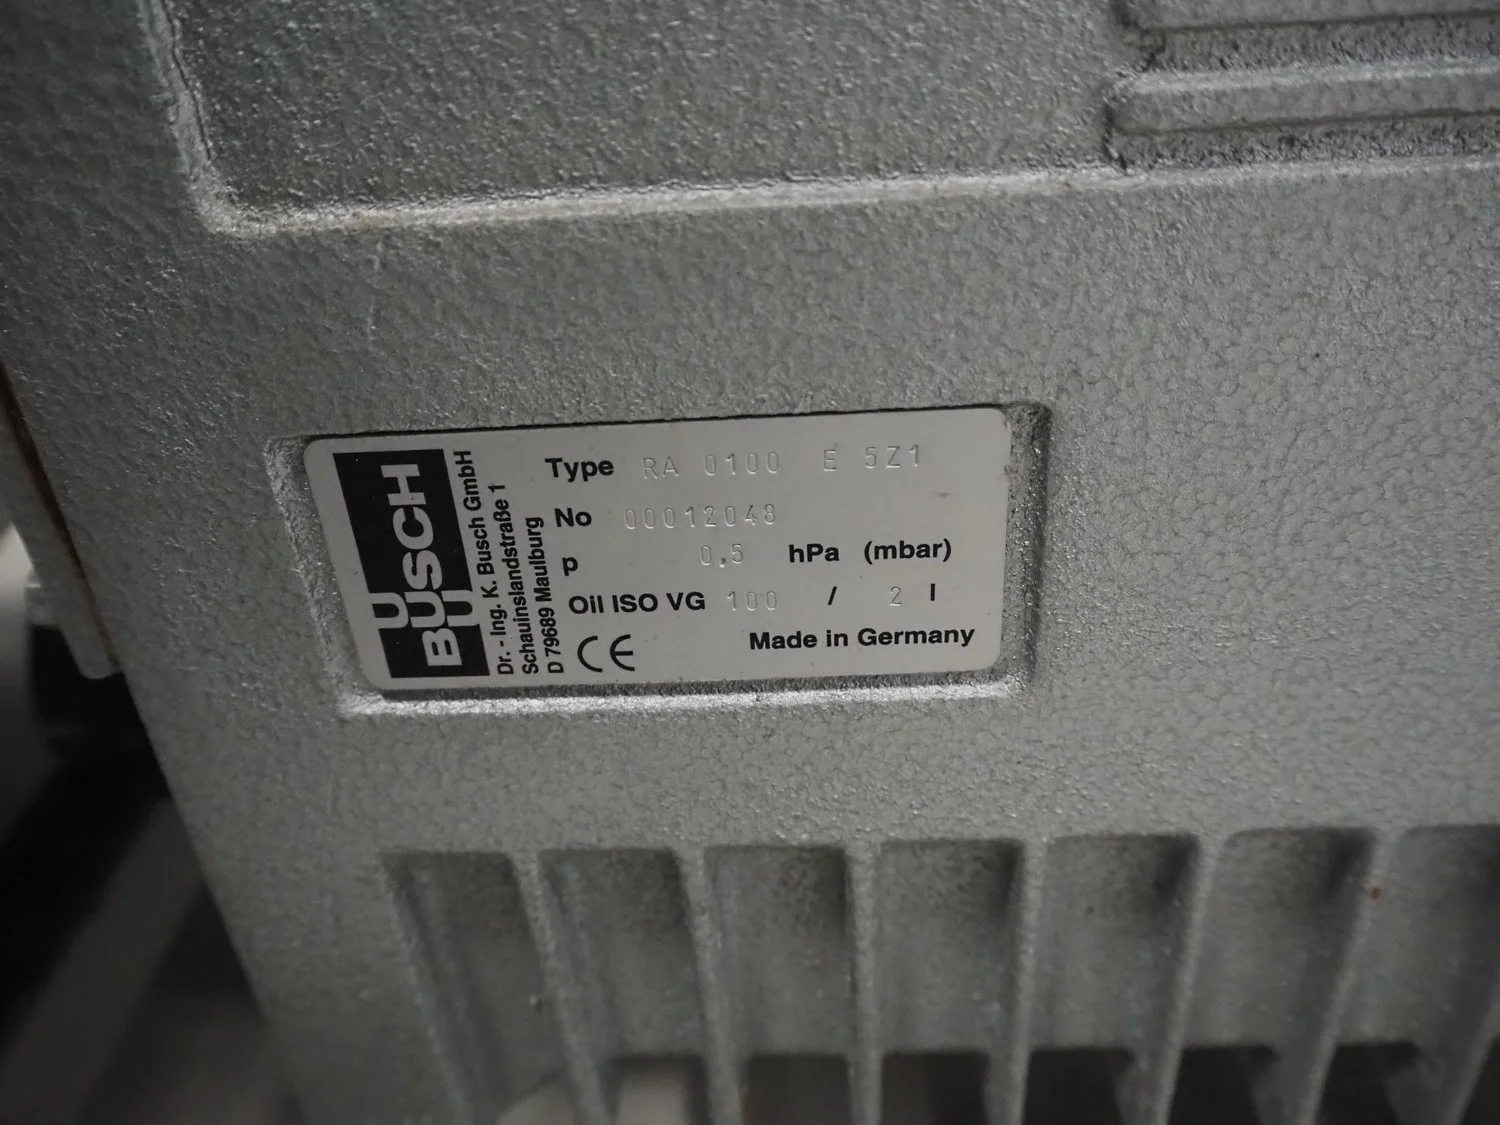 U
BUSCH
U
Dr. - Ing. K. Busch GmbH
Schauinslandstraße 1
D 79689 Maulburg
Type RA 0100 E 5Z1
No 00012048
p 0,5 hPa (mbar)
Oil ISO VG 100 / 2 l
CE Made in Germany